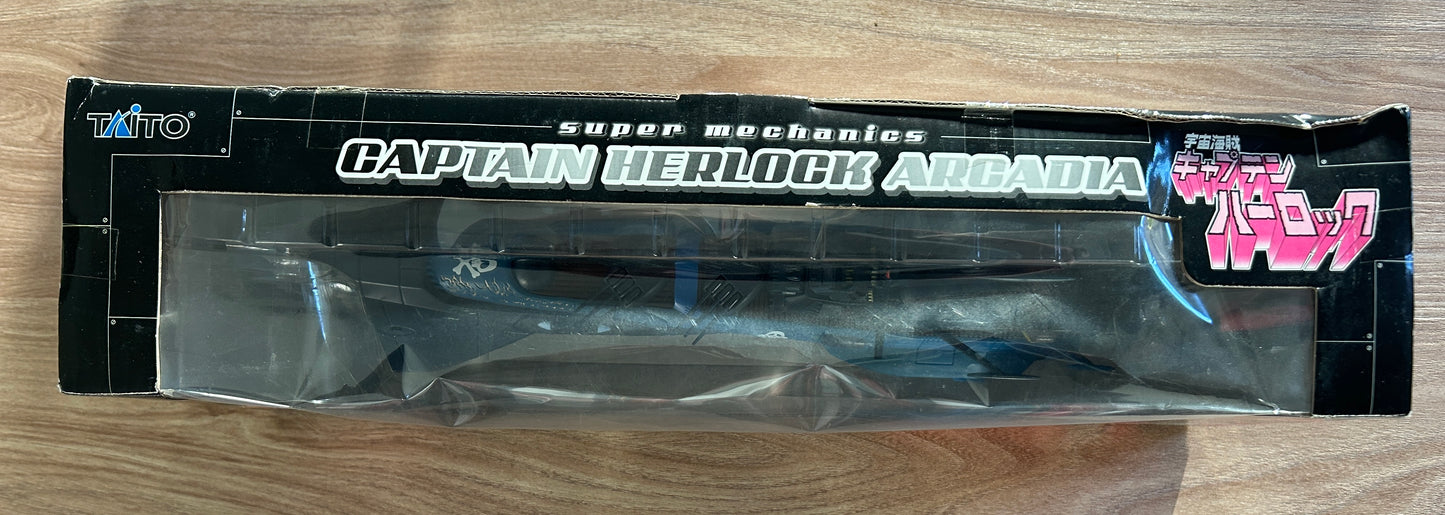 TAITO®
super mechanics
CAPTAIN HERLOCK ARCADIA
宇宙海賊
キャプテン
ハーロック